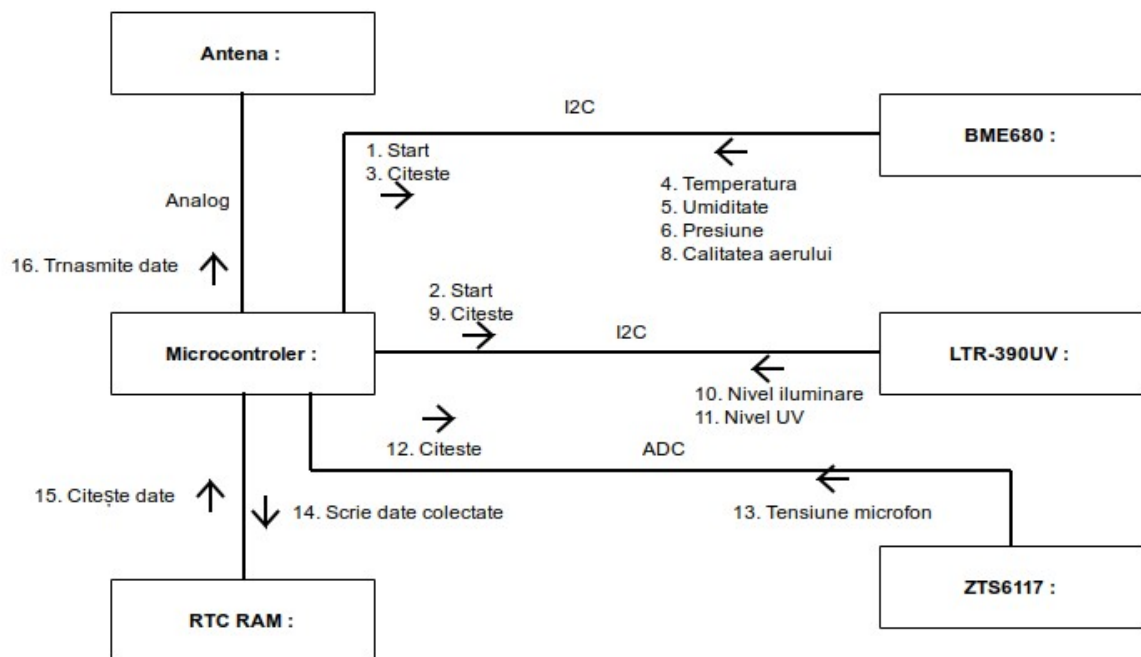 Antena :
I2C
BME680 :
1. Start
3. Citeste
4. Temperatura
5. Umiditate
6. Presiune
8. Calitatea aerului
Analog
16. Trnasmite date
2. Start
9. Citeste
I2C
Microcontroler :
LTR-390UV :
10. Nivel iluminare
11. Nivel UV
12. Citeste
ADC
15. Citește date
14. Scrie date colectate
13. Tensiune microfon
ZTS6117 :
RTC RAM :